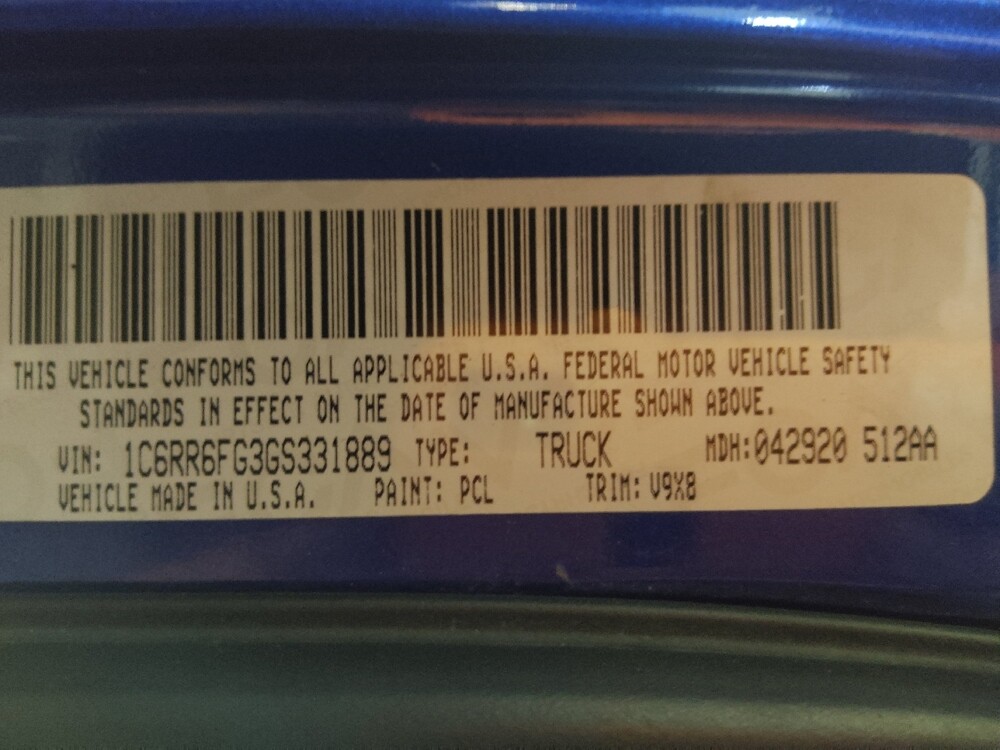 THIS VEHICLE CONFORMS TO ALL APPLICABLE U.S.A. FEDERAL MOTOR VEHICLE SAFETY
STANDARDS IN EFFECT ON THE DATE OF MANUFACTURE SHOWN ABOVE.
VIN: 1C6RR6FG3GS331889 TYPE: TRUCK MDH:042920 512AA
VEHICLE MADE IN U.S.A. PAINT: PCL TRIM: V9X8